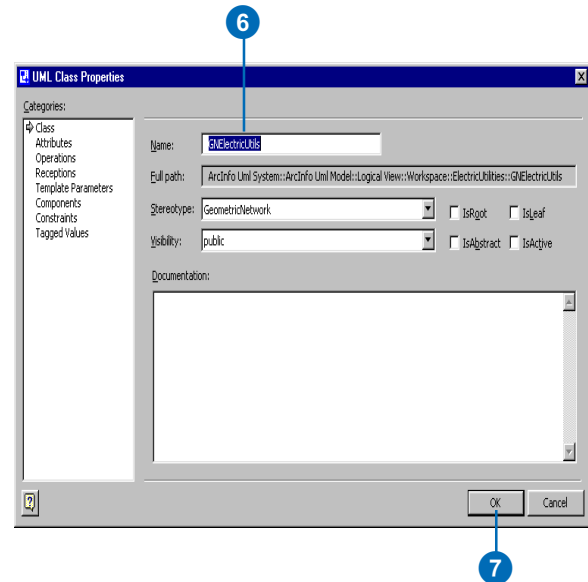 6
UML Class Properties
Categories:
Class
Attributes
Operations
Receptions
Template Parameters
Components
Constraints
Tagged Values
Name: GNElectricUtils
Full path: ArcInfo Uml System::ArcInfo Uml Model::Logical View::Workspace::ElectricUtilities::GNElectricUtils
Stereotype: GeometricNetwork IsRoot IsLeaf
Visibility: public IsAbstract IsActive
Documentation:
OK Cancel
7